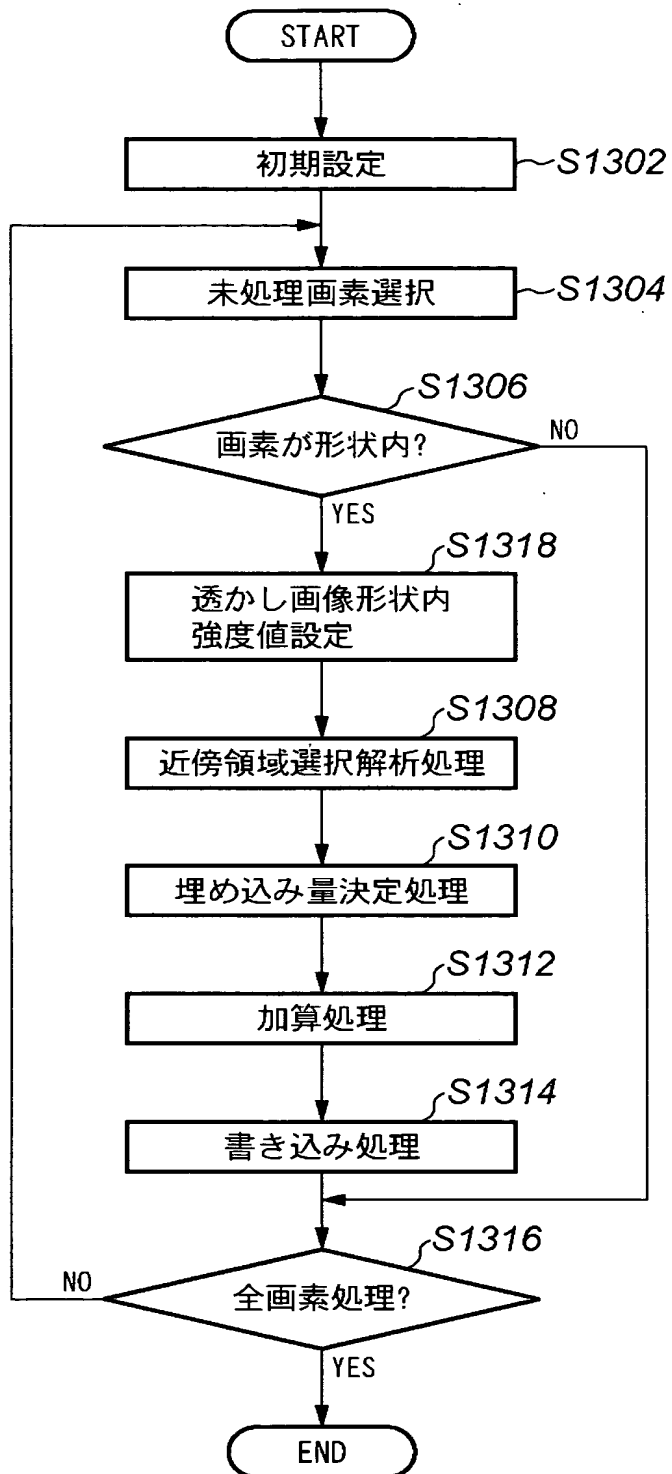 START
初期設定
S1302
未処理画素選択
S1304
S1306
画素が形状内?
NO
YES
S1318
透かし画像形状内
強度値設定
S1308
近傍領域選択解析処理
S1310
埋め込み量決定処理
S1312
加算処理
S1314
書き込み処理
S1316
NO
全画素処理?
YES
END